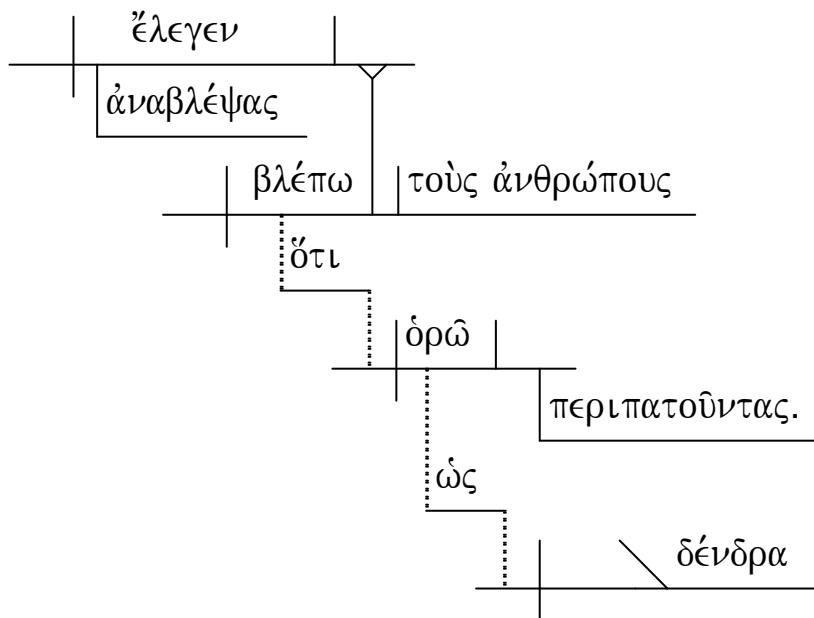 ἔλεγεν
ἀναβλέψας
βλέπω τοὺς ἀνθρώπους
ὅτι
ὁρῶ
περιπατοῦντας.
ὡς
δένδρα